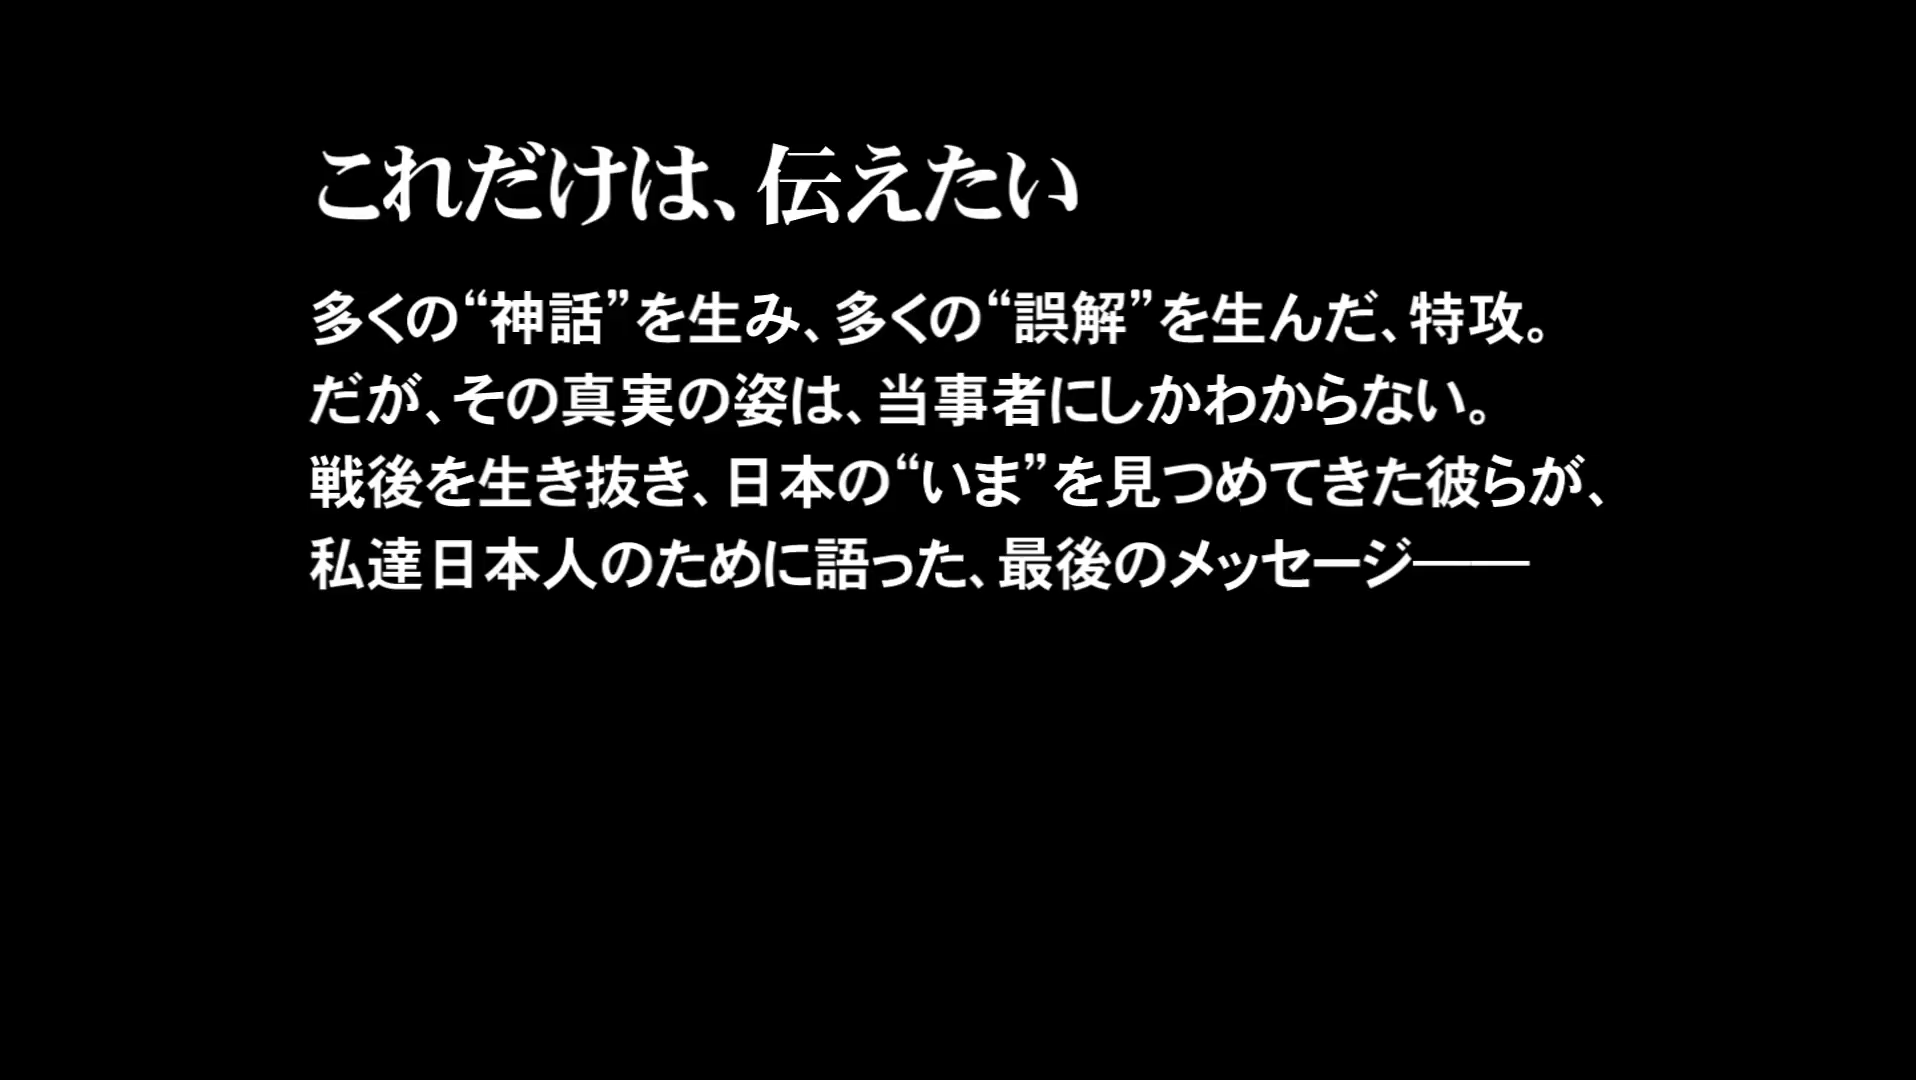 これだけは、伝えたい
多くの“神話”を生み、多くの“誤解”を生んだ、特攻。
だが、その真実の姿は、当事者にしかわからない。
戦後を生き抜き、日本の“いま”を見つめてきた彼らが、
私達日本人のために語った、最後のメッセージ――